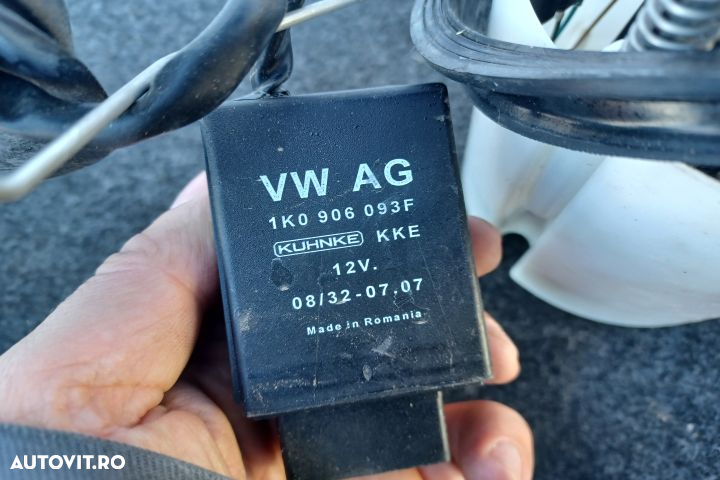 VW AG
1K0 906 093F
KUHNKE KKE
12V.
08/32-07.07
Made in Romania
AUTOVIT.RO